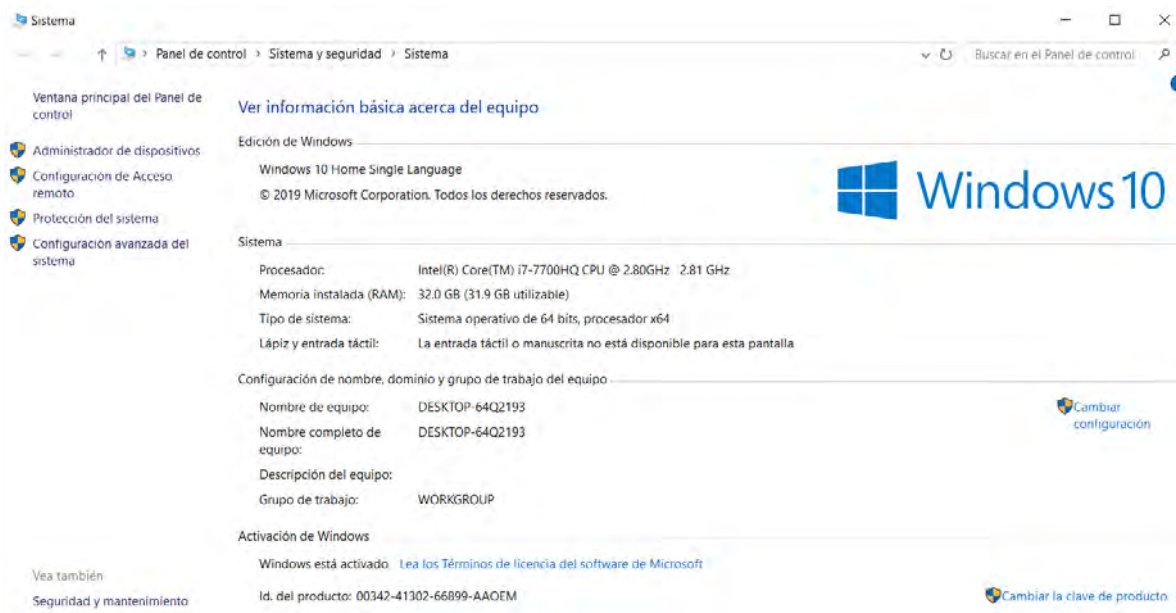 Sistema
Panel de control > Sistema y seguridad > Sistema
Buscar en el Panel de control
Ventana principal del Panel de
control
Administrador de dispositivos
Configuración de Acceso
remoto
Protección del sistema
Configuración avanzada del
sistema
Vea también
Seguridad y mantenimiento
Ver información básica acerca del equipo
Edición de Windows
Windows 10 Home Single Language
© 2019 Microsoft Corporation. Todos los derechos reservados.
Windows 10
Sistema
Procesador: Intel(R) Core(TM) i7-7700HQ CPU @ 2.80GHz 2.81 GHz
Memoria instalada (RAM): 32.0 GB (31.9 GB utilizable)
Tipo de sistema: Sistema operativo de 64 bits, procesador x64
Lápiz y entrada táctil: La entrada táctil o manuscrita no está disponible para esta pantalla
Configuración de nombre, dominio y grupo de trabajo del equipo
Nombre de equipo: DESKTOP-64Q2193
Cambiar
configuración
Nombre completo de DESKTOP-64Q2193
equipo:
Descripción del equipo:
Grupo de trabajo: WORKGROUP
Activación de Windows
Windows está activado Lea los Términos de licencia del software de Microsoft
Id. del producto: 00342-41302-66899-AAOEM
Cambiar la clave de producto